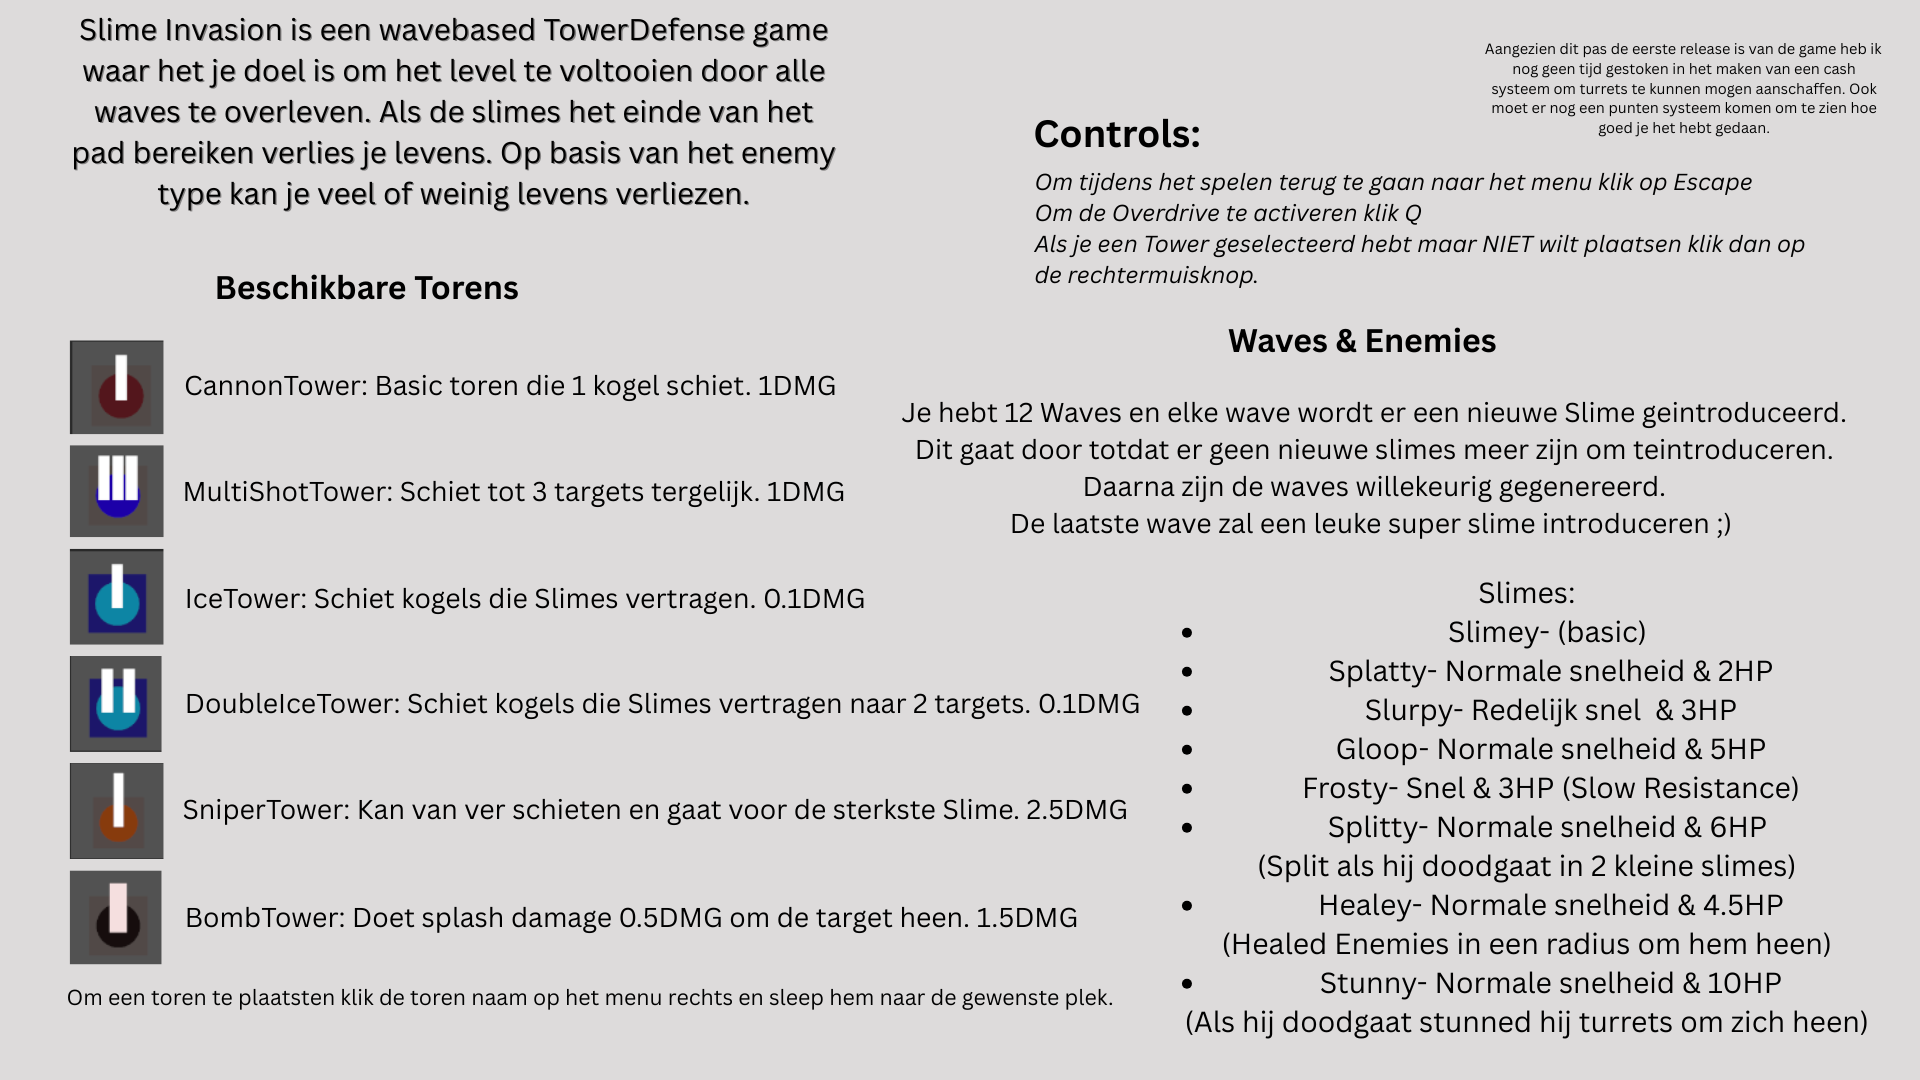 Slime Invasion is een wavebased TowerDefense game
waar het je doel is om het level te voltooien door alle
waves te overleven. Als de slimes het einde van het
pad bereiken verlies je levens. Op basis van het enemy
type kan je veel of weinig levens verliezen.
Beschikbare Torens
CannonTower: Basic toren die 1 kogel schiet. 1DMG
MultiShotTower: Schiet tot 3 targets tergelijk. 1DMG
IceTower: Schiet kogels die Slimes vertragen. 0.1DMG
DoubleIceTower: Schiet kogels die Slimes vertragen naar 2 targets. 0.1DMG
SniperTower: Kan van ver schieten en gaat voor de sterkste Slime. 2.5DMG
BombTower: Doet splash damage 0.5DMG om de target heen. 1.5DMG
Om een toren te plaatsten klik de toren naam op het menu rechts en sleep hem naar de gewenste plek.
Aangezien dit pas de eerste release is van de game heb ik
nog geen tijd gestoken in het maken van een cash
systeem om turrets te kunnen mogen aanschaffen. Ook
moet er nog een punten systeem komen om te zien hoe
goed je het hebt gedaan.
Controls:
Om tijdens het spelen terug te gaan naar het menu klik op Escape
Om de Overdrive te activeren klik Q
Als je een Tower geselecteerd hebt maar NIET wilt plaatsen klik dan op
de rechtermuisknop.
Waves & Enemies
Je hebt 12 Waves en elke wave wordt er een nieuwe Slime geintroduceerd.
Dit gaat door totdat er geen nieuwe slimes meer zijn om teintroduceren.
Daarna zijn de waves willekeurig gegenereerd.
De laatste wave zal een leuke super slime introduceren ;)
Slimes:
• Slimey- (basic)
• Splatty- Normale snelheid & 2HP
• Slurpy- Redelijk snel  & 3HP
• Gloop- Normale snelheid & 5HP
• Frosty- Snel & 3HP (Slow Resistance)
• Splitty- Normale snelheid & 6HP
(Split als hij doodgaat in 2 kleine slimes)
• Healey- Normale snelheid & 4.5HP
(Healed Enemies in een radius om hem heen)
• Stunny- Normale snelheid & 10HP
(Als hij doodgaat stunned hij turrets om zich heen)